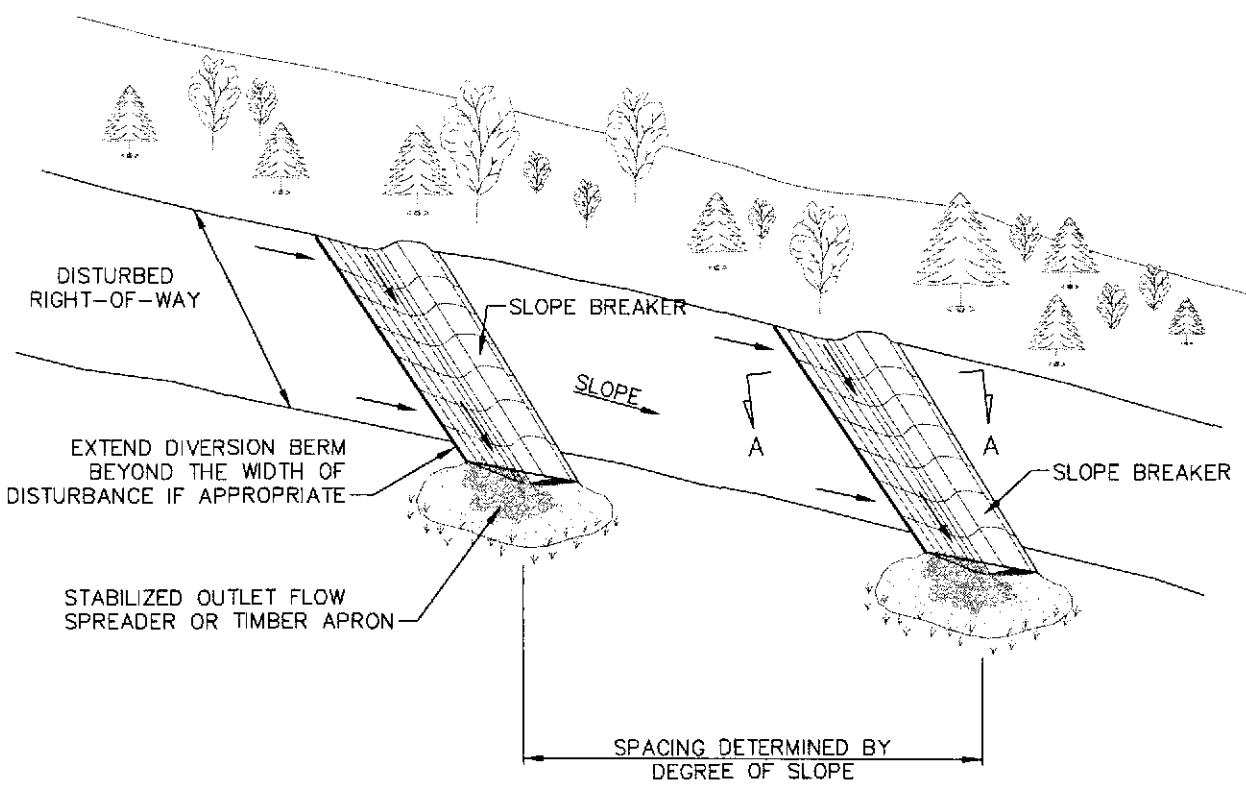 DISTURBED
RIGHT-OF-WAY
SLOPE BREAKER
SLOPE
A
A
EXTEND DIVERSION BERM
BEYOND THE WIDTH OF
DISTURBANCE IF APPROPRIATE
SLOPE BREAKER
STABILIZED OUTLET FLOW
SPREADER OR TIMBER APRON
SPACING DETERMINED BY
DEGREE OF SLOPE